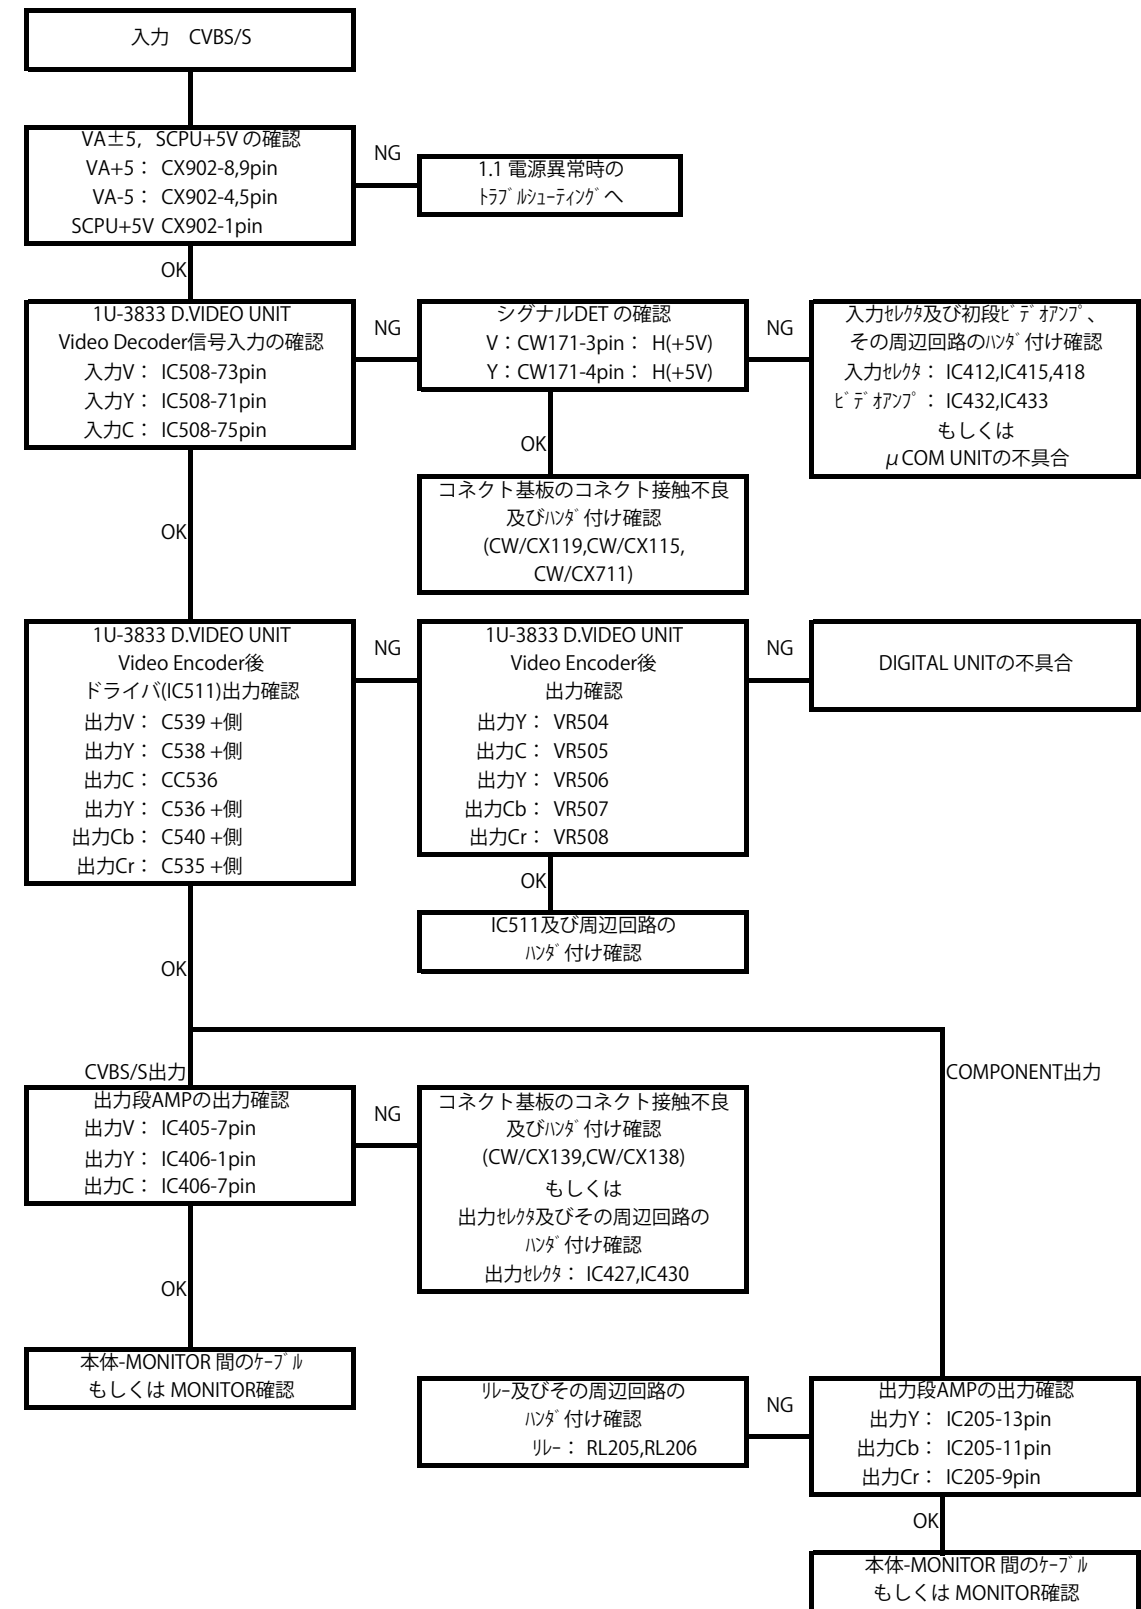 入力　CVBS/S
VA±5，SCPU+5V の確認
VA+5： CX902-8,9pin
VA-5： CX902-4,5pin
SCPU+5V CX902-1pin
NG
1.1 電源異常時の
ﾄﾗﾌﾞﾙｼｭｰﾃｨﾝｸﾞへ
OK
1U-3833 D.VIDEO UNIT
Video Decoder信号入力の確認
入力V： IC508-73pin
入力Y： IC508-71pin
入力C： IC508-75pin
NG
シグナルDET の確認
V：CW171-3pin： H(+5V)
Y：CW171-4pin： H(+5V)
NG
入力ｾﾚｸﾀ及び初段ﾋﾞﾃﾞｵｱﾝﾌﾟ、
その周辺回路のﾊﾝﾀﾞ付け確認
入力ｾﾚｸﾀ： IC412,IC415,418
ﾋﾞﾃﾞｵｱﾝﾌﾟ： IC432,IC433
もしくは
μCOM UNITの不具合
OK
コネクト基板のコネクト接触不良
及びﾊﾝﾀﾞ付け確認
(CW/CX119,CW/CX115,
CW/CX711)
OK
1U-3833 D.VIDEO UNIT
Video Encoder後
ドライバ(IC511)出力確認
出力V： C539 +側
出力Y： C538 +側
出力C： CC536
出力Y： C536 +側
出力Cb： C540 +側
出力Cr： C535 +側
NG
1U-3833 D.VIDEO UNIT
Video Encoder後
出力確認
出力Y： VR504
出力C： VR505
出力Y： VR506
出力Cb： VR507
出力Cr： VR508
NG
DIGITAL UNITの不具合
OK
IC511及び周辺回路の
ﾊﾝﾀﾞ付け確認
OK
CVBS/S出力
COMPONENT出力
出力段AMPの出力確認
出力V： IC405-7pin
出力Y： IC406-1pin
出力C： IC406-7pin
NG
コネクト基板のコネクト接触不良
及びﾊﾝﾀﾞ付け確認
(CW/CX139,CW/CX138)
もしくは
出力ｾﾚｸﾀ及びその周辺回路の
ﾊﾝﾀﾞ付け確認
出力ｾﾚｸﾀ： IC427,IC430
OK
本体-MONITOR 間のｹｰﾌﾞﾙ
もしくは MONITOR確認
ﾘﾚｰ及びその周辺回路の
ﾊﾝﾀﾞ付け確認
ﾘﾚｰ： RL205,RL206
NG
出力段AMPの出力確認
出力Y： IC205-13pin
出力Cb： IC205-11pin
出力Cr： IC205-9pin
OK
本体-MONITOR 間のｹｰﾌﾞﾙ
もしくは MONITOR確認